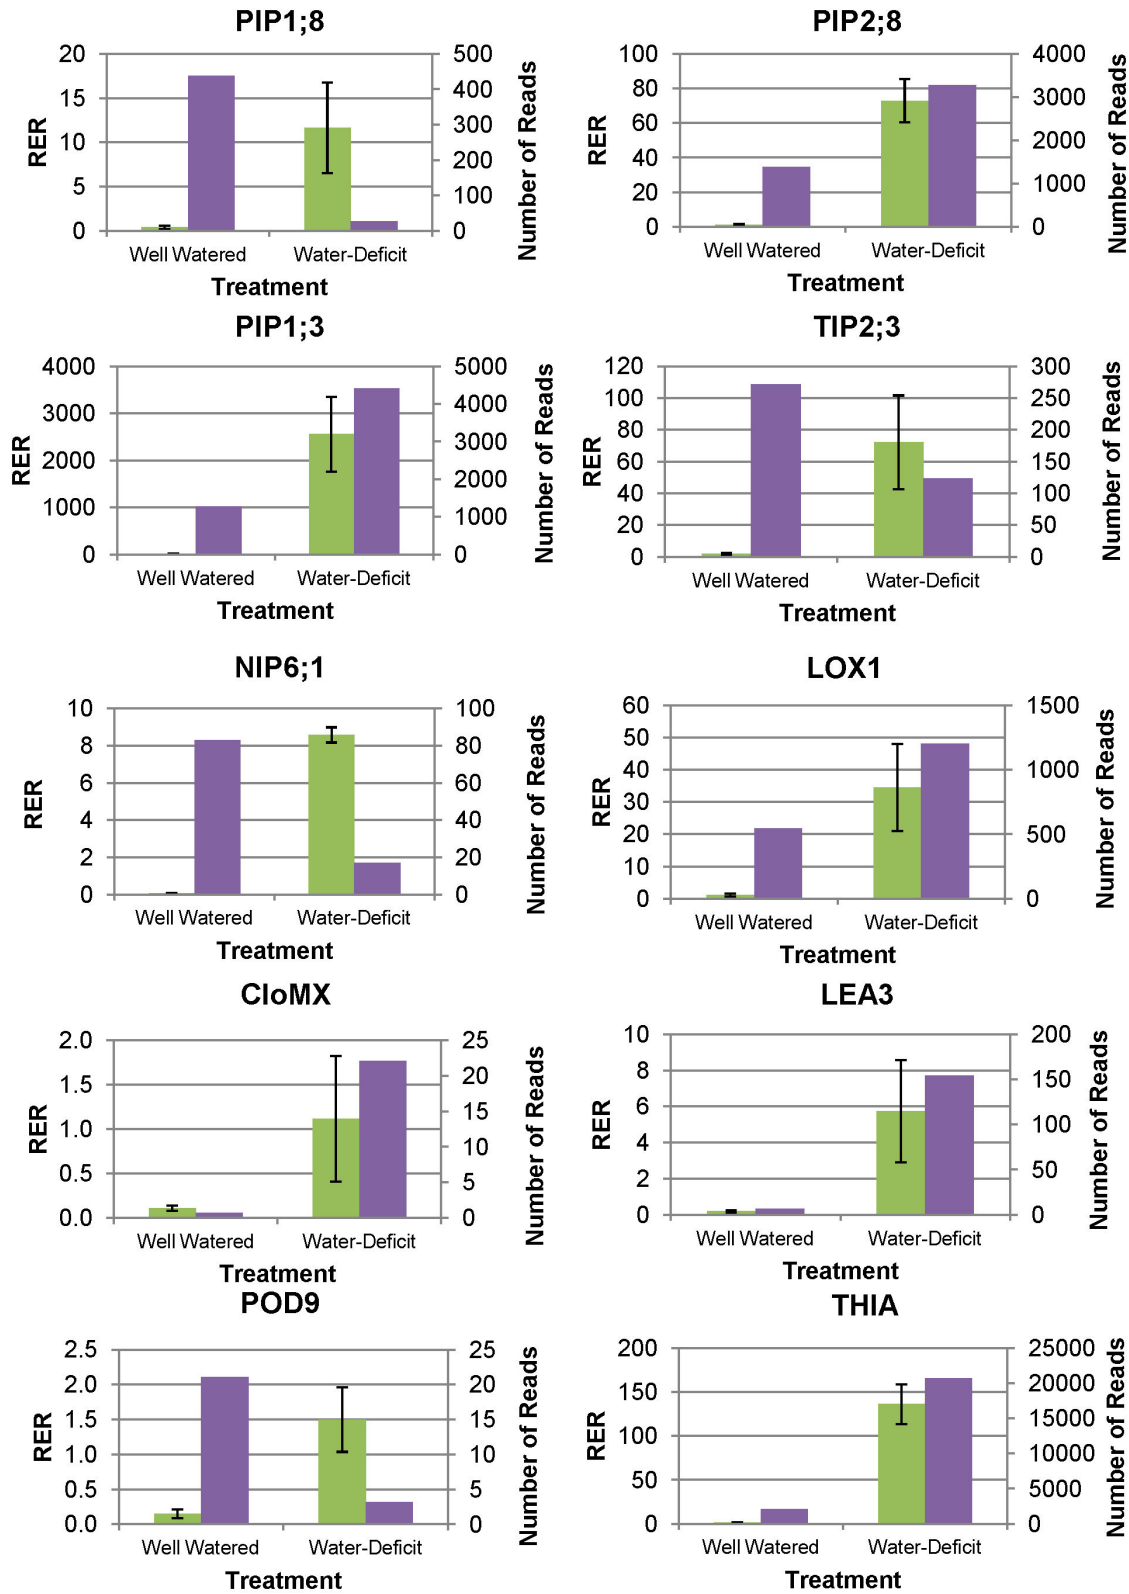 PIP1;8
20
15
10
5
0
RER
500
400
300
200
100
0
Number of Reads
Well Watered
Water-Deficit
Treatment
PIP2;8
100
80
60
40
20
0
RER
4000
3000
2000
1000
0
Number of Reads
Well Watered
Water-Deficit
Treatment
PIP1;3
4000
3000
2000
1000
0
RER
5000
4000
3000
2000
1000
0
Number of Reads
Well Watered
Water-Deficit
Treatment
TIP2;3
120
100
80
60
40
20
0
RER
300
250
200
150
100
50
0
Number of Reads
Well Watered
Water-Deficit
Treatment
NIP6;1
10
8
6
4
2
0
RER
100
80
60
40
20
0
Number of Reads
Well Watered
Water-Deficit
Treatment
LOX1
60
50
40
30
20
10
0
RER
1500
1000
500
0
Number of Reads
Well Watered
Water-Deficit
Treatment
CloMX
2.0
1.5
1.0
0.5
0.0
RER
25
20
15
10
5
0
Number of Reads
Well Watered
Water-Deficit
Treatment
LEA3
10
8
6
4
2
0
RER
200
150
100
50
0
Number of Reads
Well Watered
Water-Deficit
Treatment
POD9
2.5
2.0
1.5
1.0
0.5
0.0
RER
25
20
15
10
5
0
Number of Reads
Well Watered
Water-Deficit
Treatment
THIA
200
150
100
50
0
RER
25000
20000
15000
10000
5000
0
Number of Reads
Well Watered
Water-Deficit
Treatment